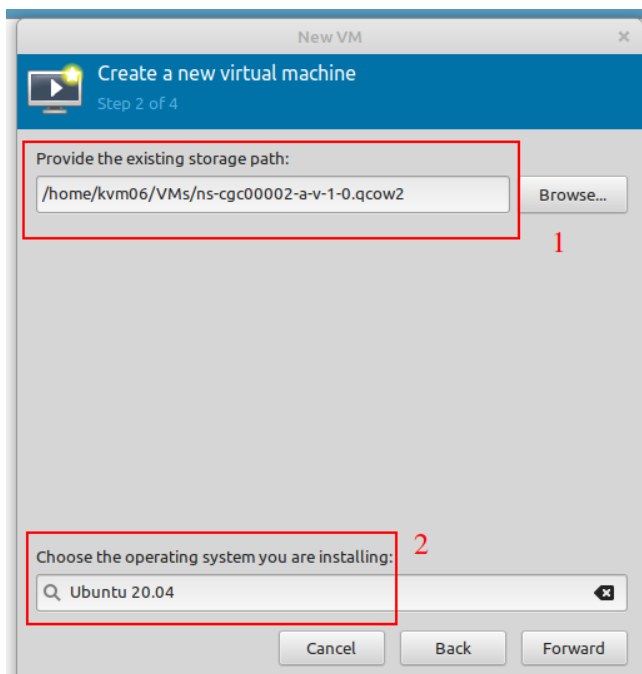 New VM
Create a new virtual machine
Step 2 of 4
Provide the existing storage path:
/home/kvm06/VMs/ns-cgc00002-a-v-1-0.qcow2
Browse...
1
2
Choose the operating system you are installing:
Ubuntu 20.04
Cancel
Back
Forward